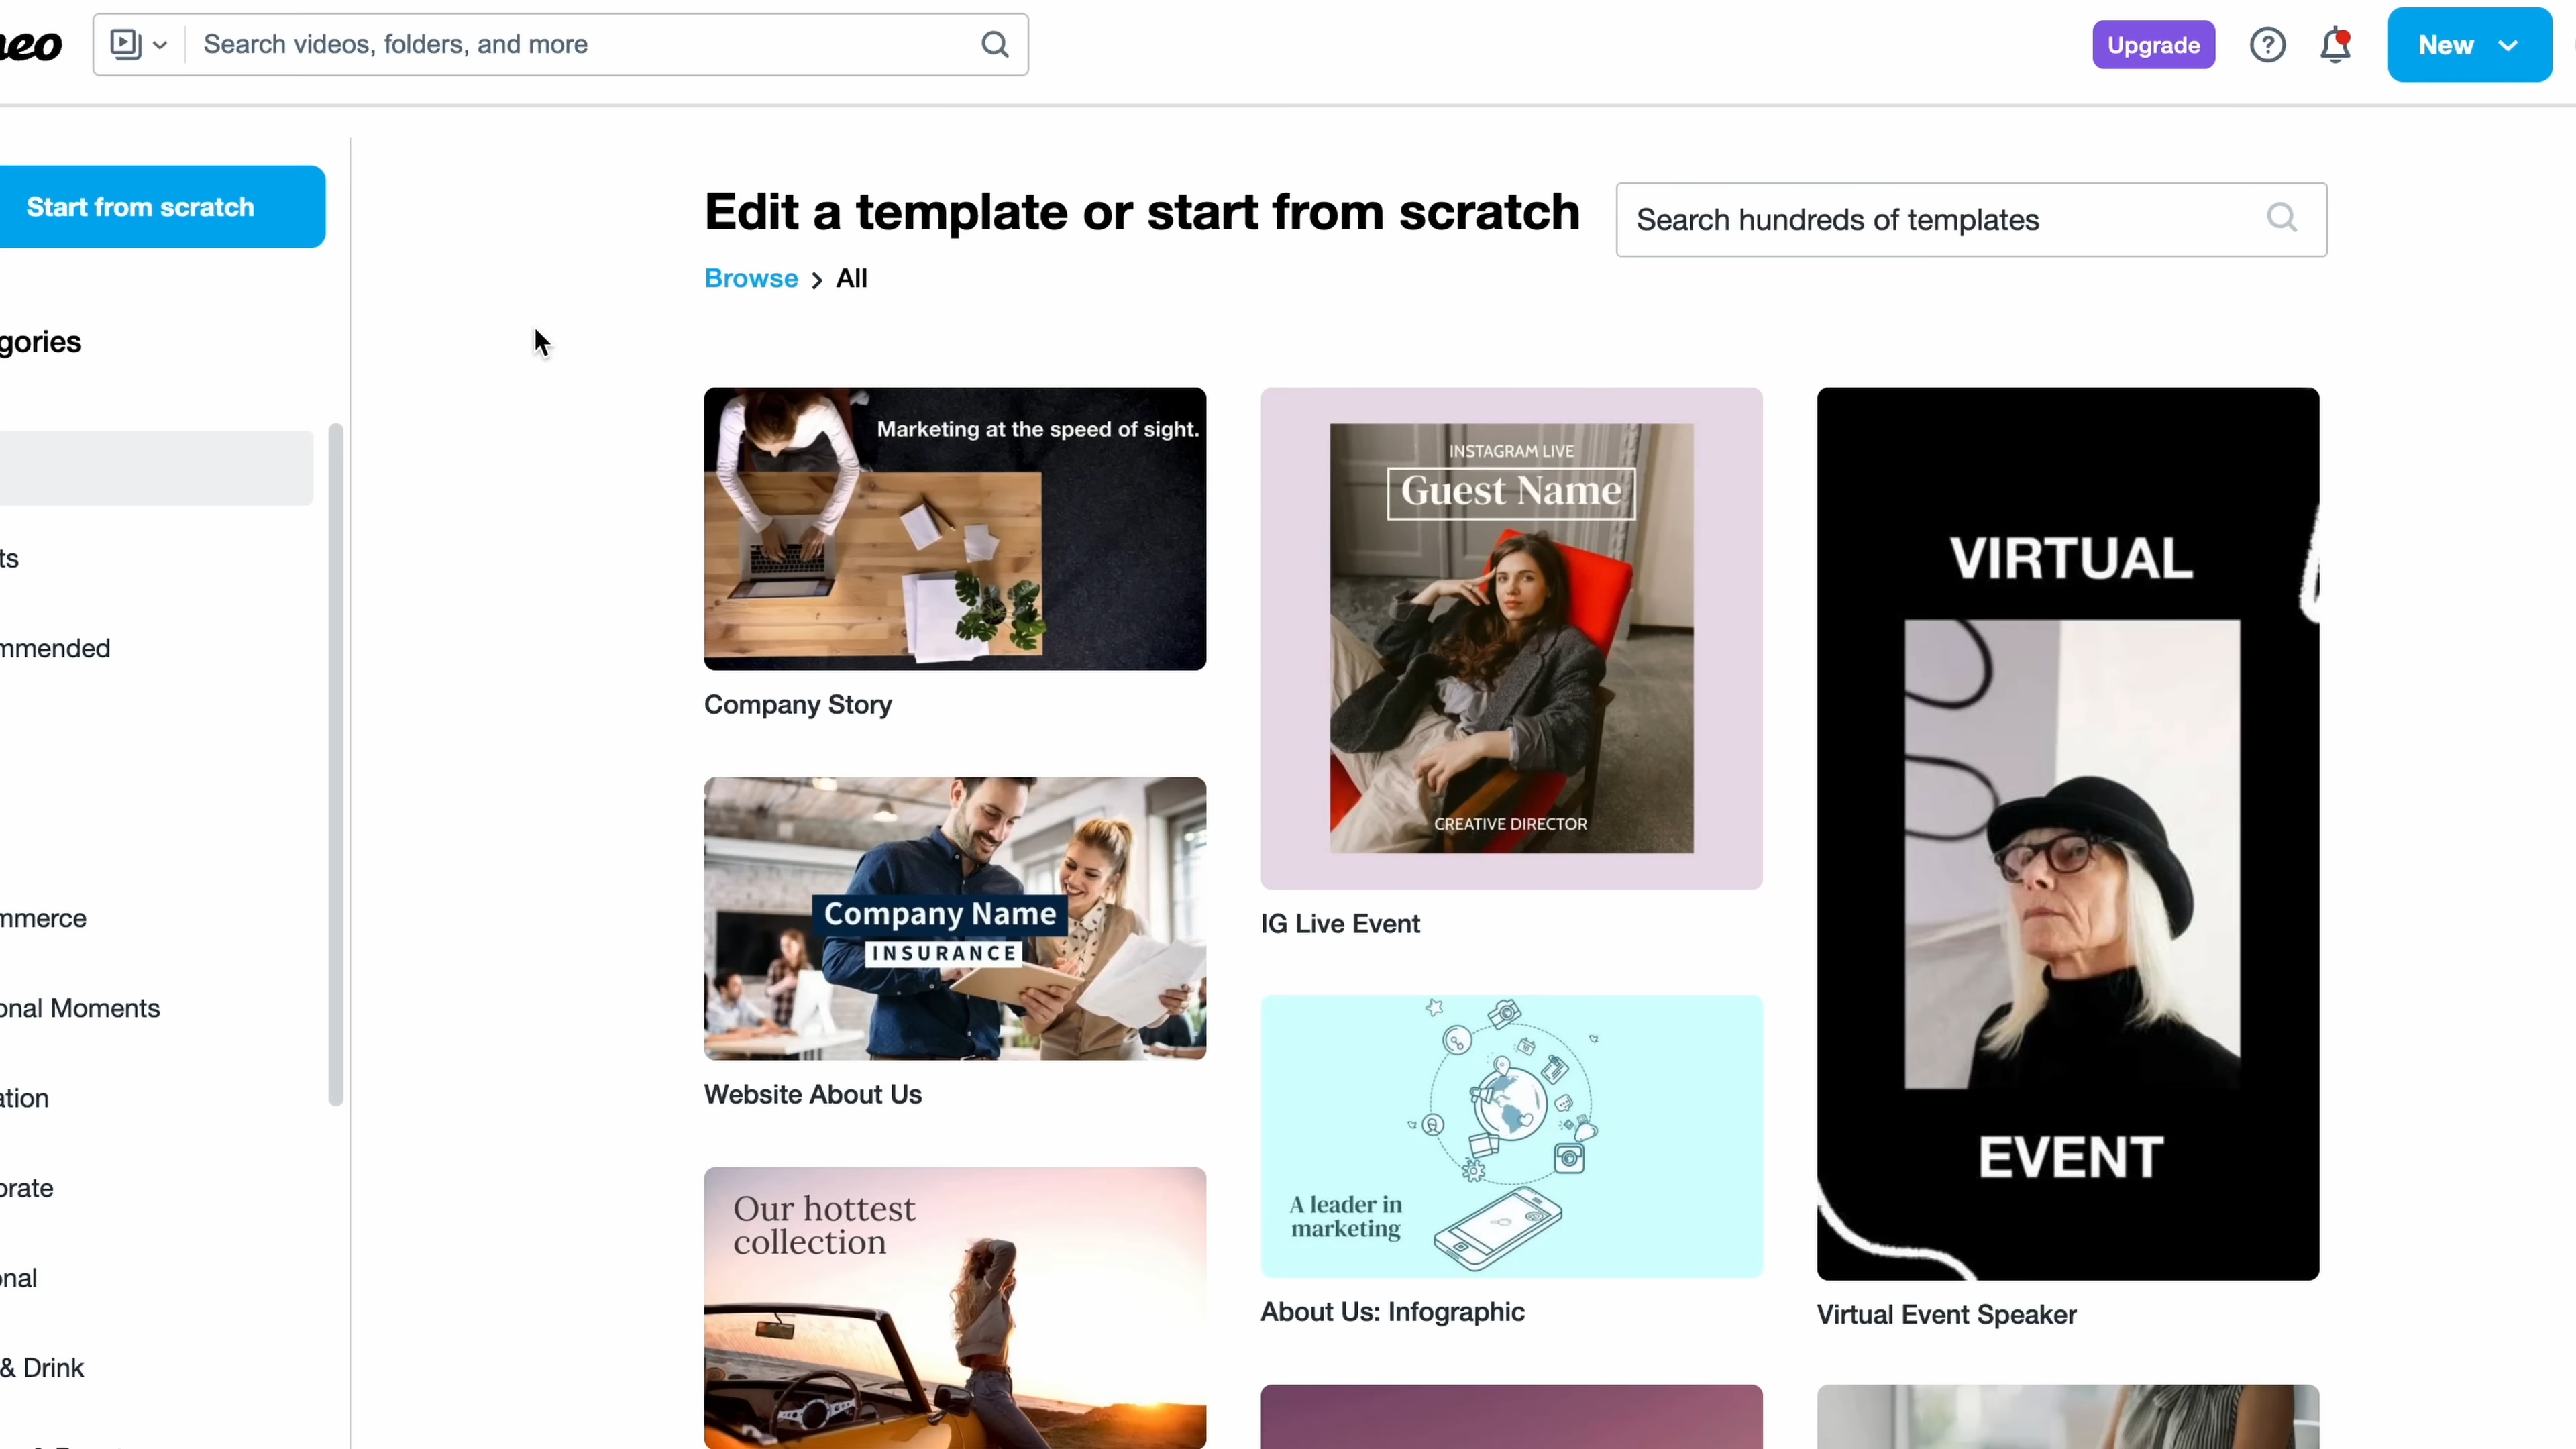 Search videos, folders, and more
Upgrade
New
Start from scratch
Edit a template or start from scratch
Search hundreds of templates
Browse > All
Marketing at the speed of sight.
Company Story
INSTAGRAM LIVE
Guest Name
CREATIVE DIRECTOR
IG Live Event
VIRTUAL
EVENT
Virtual Event Speaker
Company Name
INSURANCE
Website About Us
A leader in
marketing
About Us: Infographic
Our hottest
collection
gories
ts
mmended
mmerce
onal Moments
ation
orate
onal
& Drink